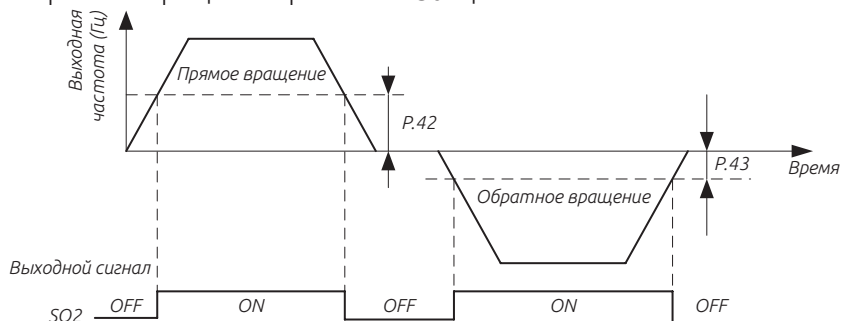 Выходная
частота (Гц)
Прямое вращение
P.42
P.43
Время
Обратное вращение
Выходной сигнал
SO2 OFF ON OFF ON OFF